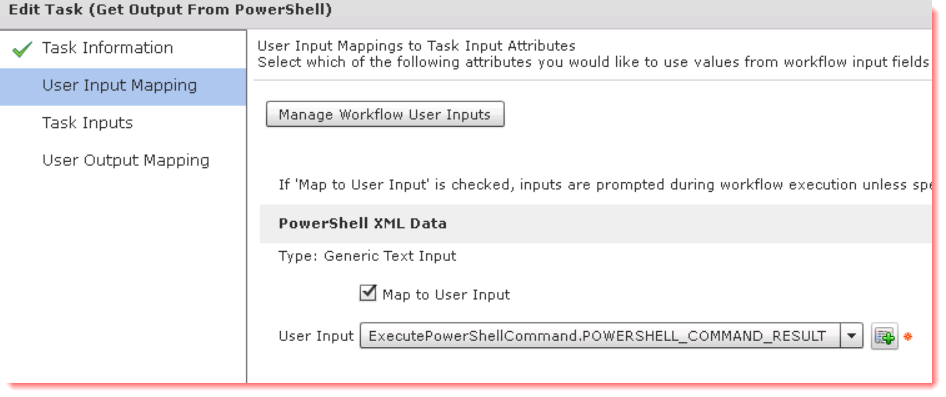 Edit Task (Get Output From PowerShell)
Task Information
User Input Mapping
Task Inputs
User Output Mapping
User Input Mappings to Task Input Attributes
Select which of the following attributes you would like to use values from workflow input fields
Manage Workflow User Inputs
If 'Map to User Input' is checked, inputs are prompted during workflow execution unless spe
PowerShell XML Data
Type: Generic Text Input
Map to User Input
User Input ExecutePowerShellCommand.POWERSHELL_COMMAND_RESULT